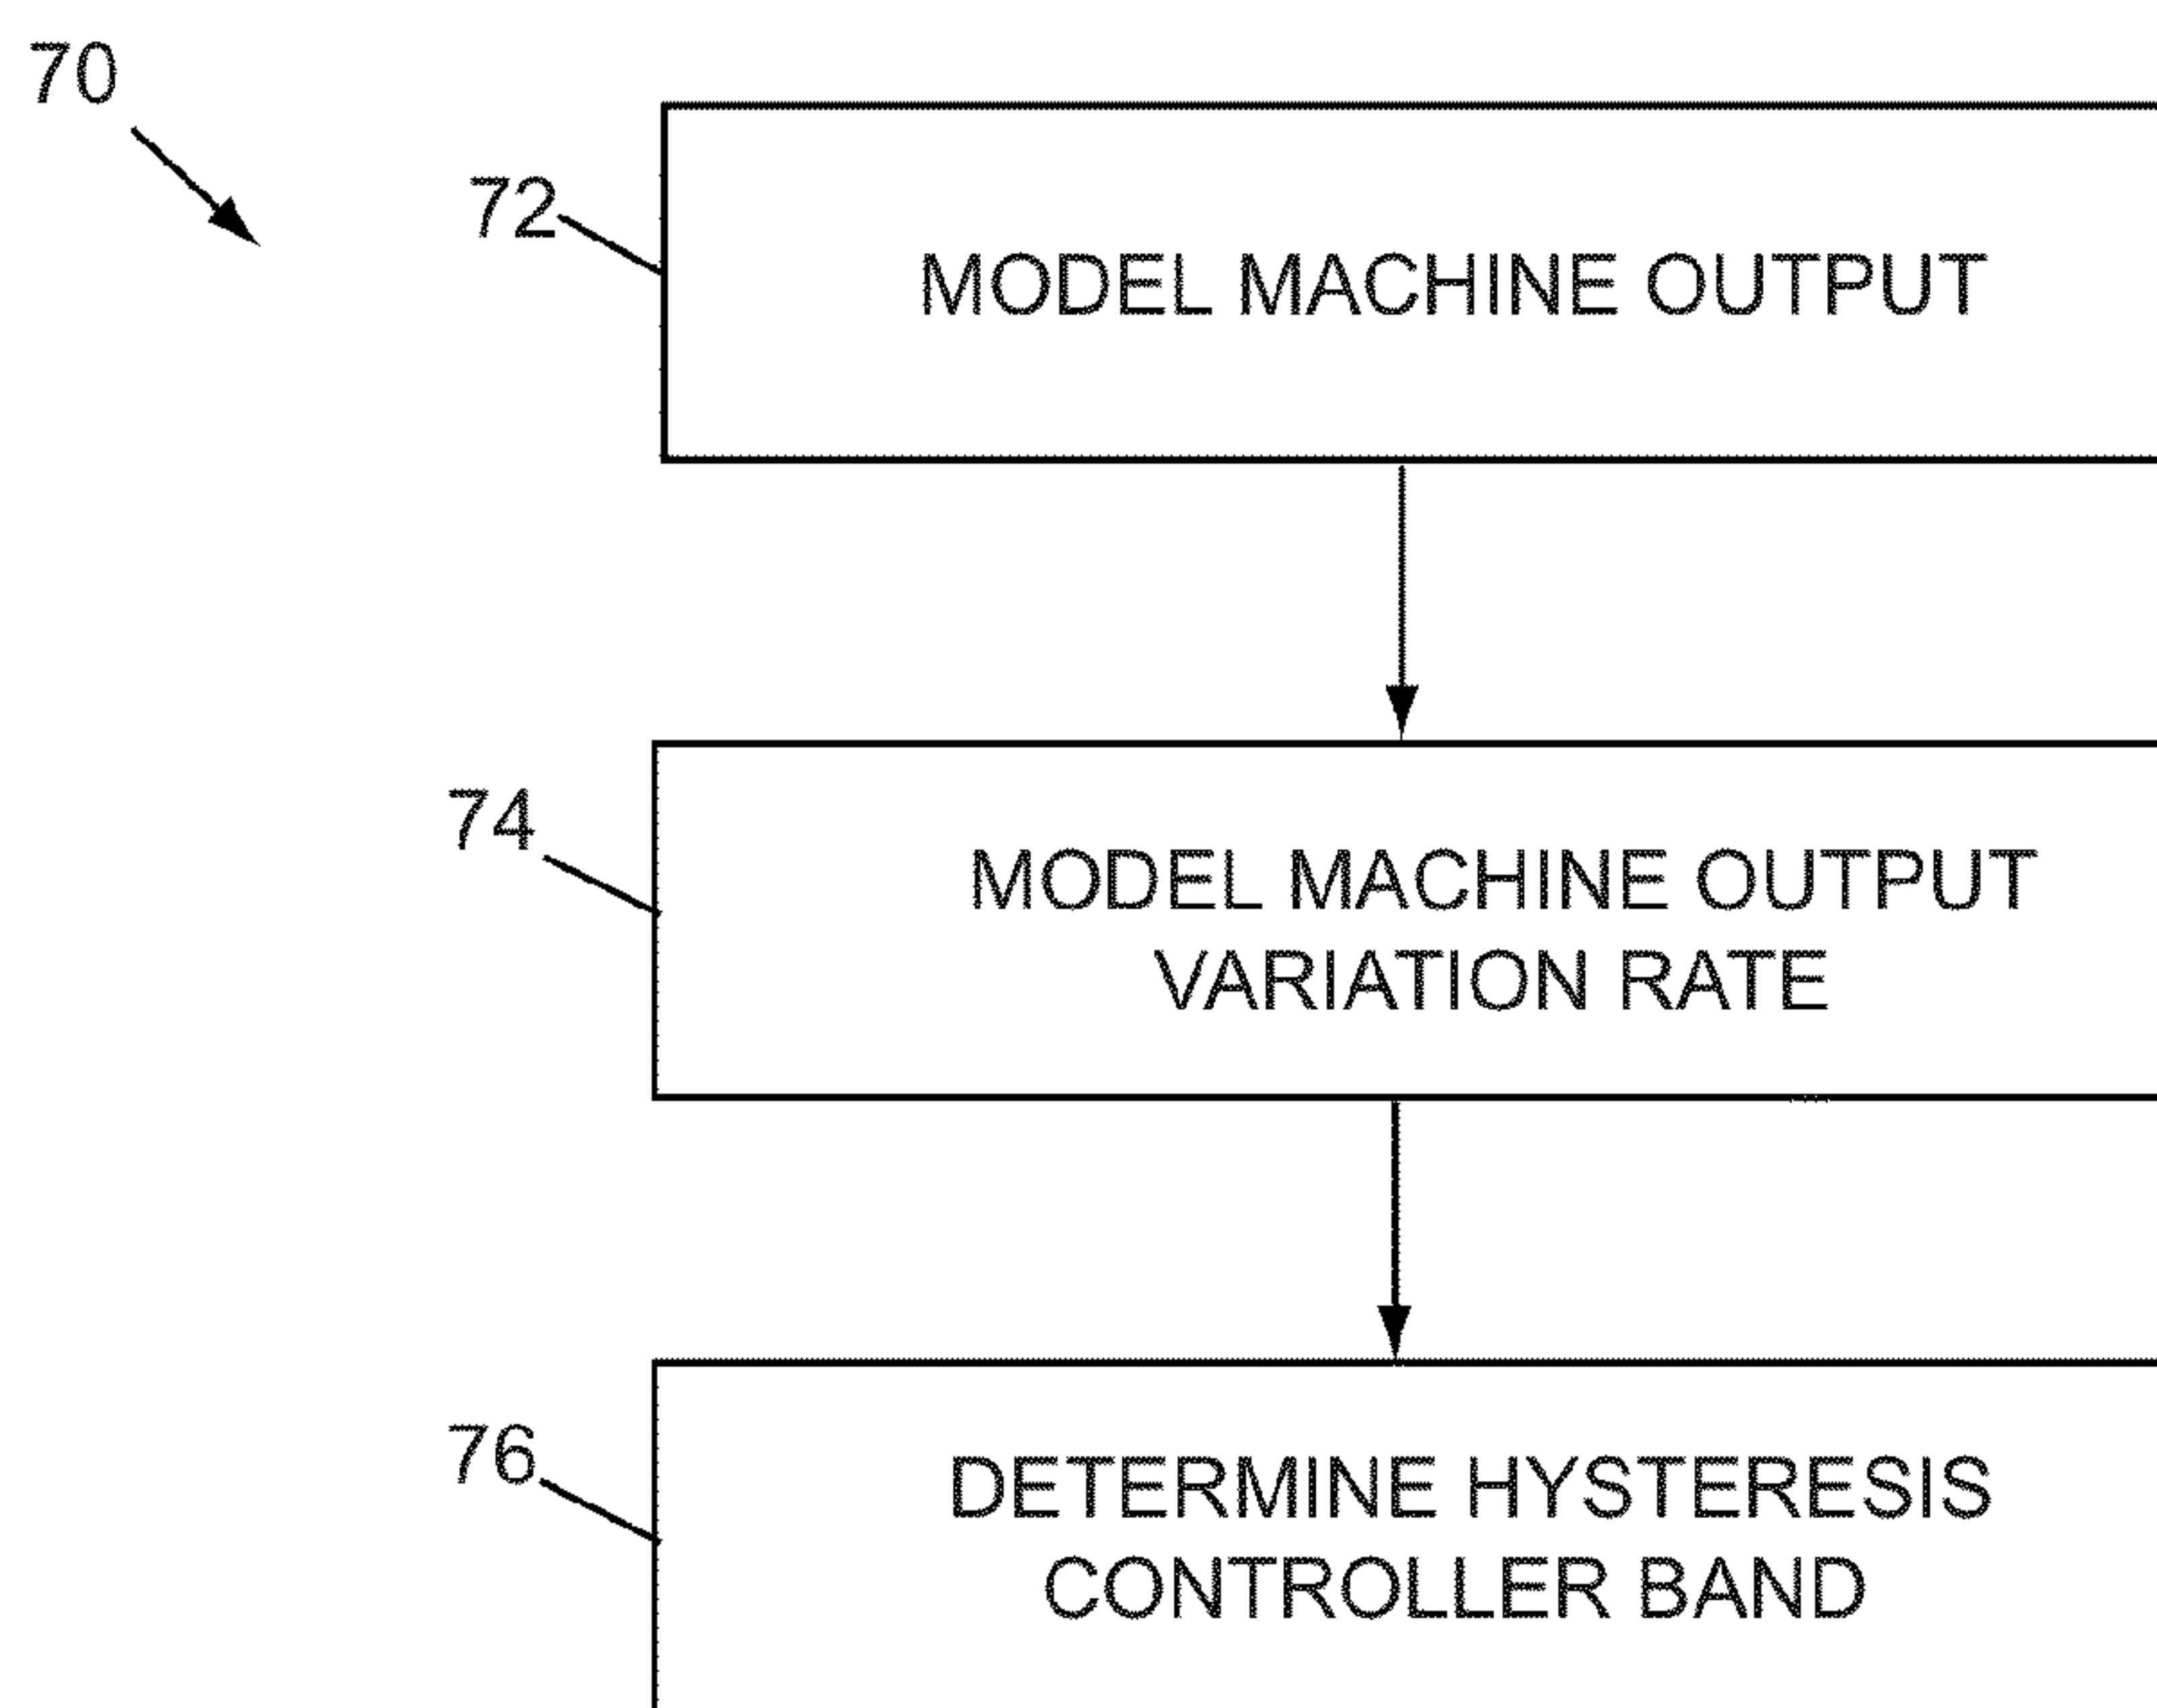 70
72
MODEL MACHINE OUTPUT
74
MODEL MACHINE OUTPUT
VARIATION RATE
76
DETERMINE HYSTERESIS
CONTROLLER BAND